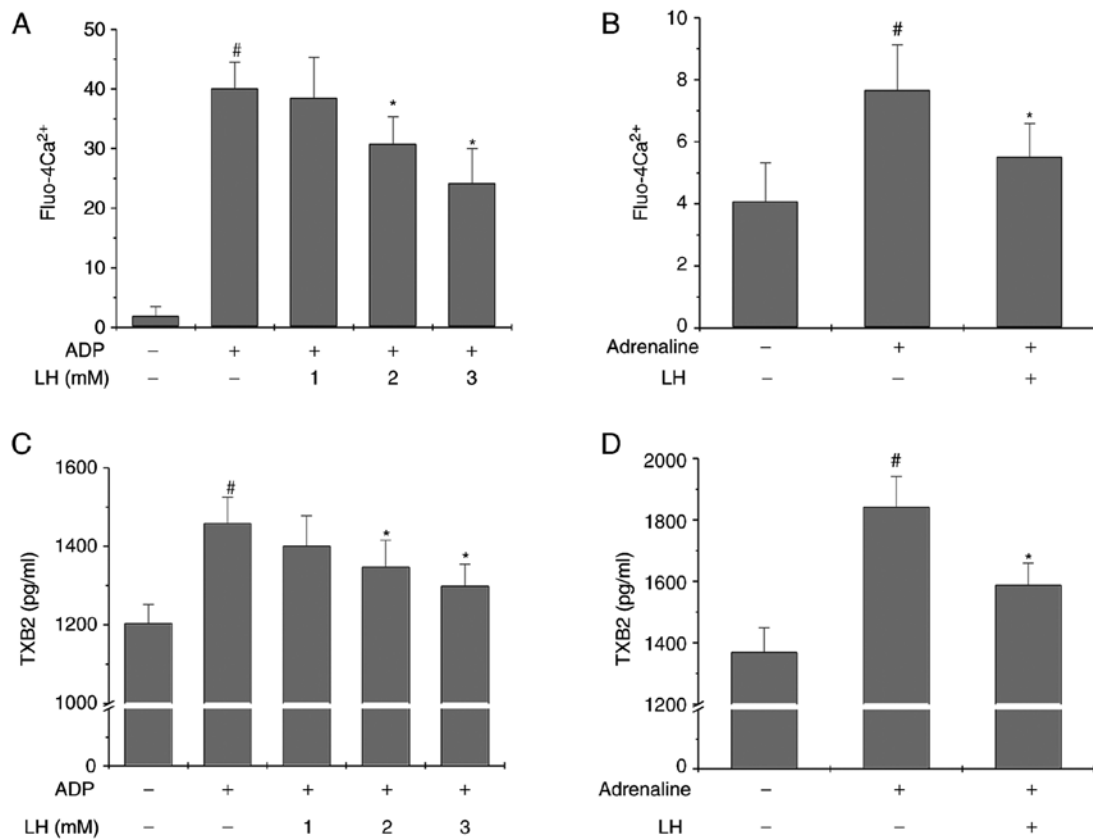 A
#
*
*
Fluo-4Ca²⁺
50
40
30
20
10
0
ADP – + + + +
LH (mM) – – 1 2 3
B
#
*
Fluo-4Ca²⁺
10
8
6
4
2
0
Adrenaline – + +
LH – – +
C
#
*
*
TXB2 (pg/ml)
1600
1400
1200
1000
0
ADP – + + + +
LH (mM) – – 1 2 3
D
#
*
TXB2 (pg/ml)
2000
1800
1600
1400
1200
0
Adrenaline – + +
LH – – +